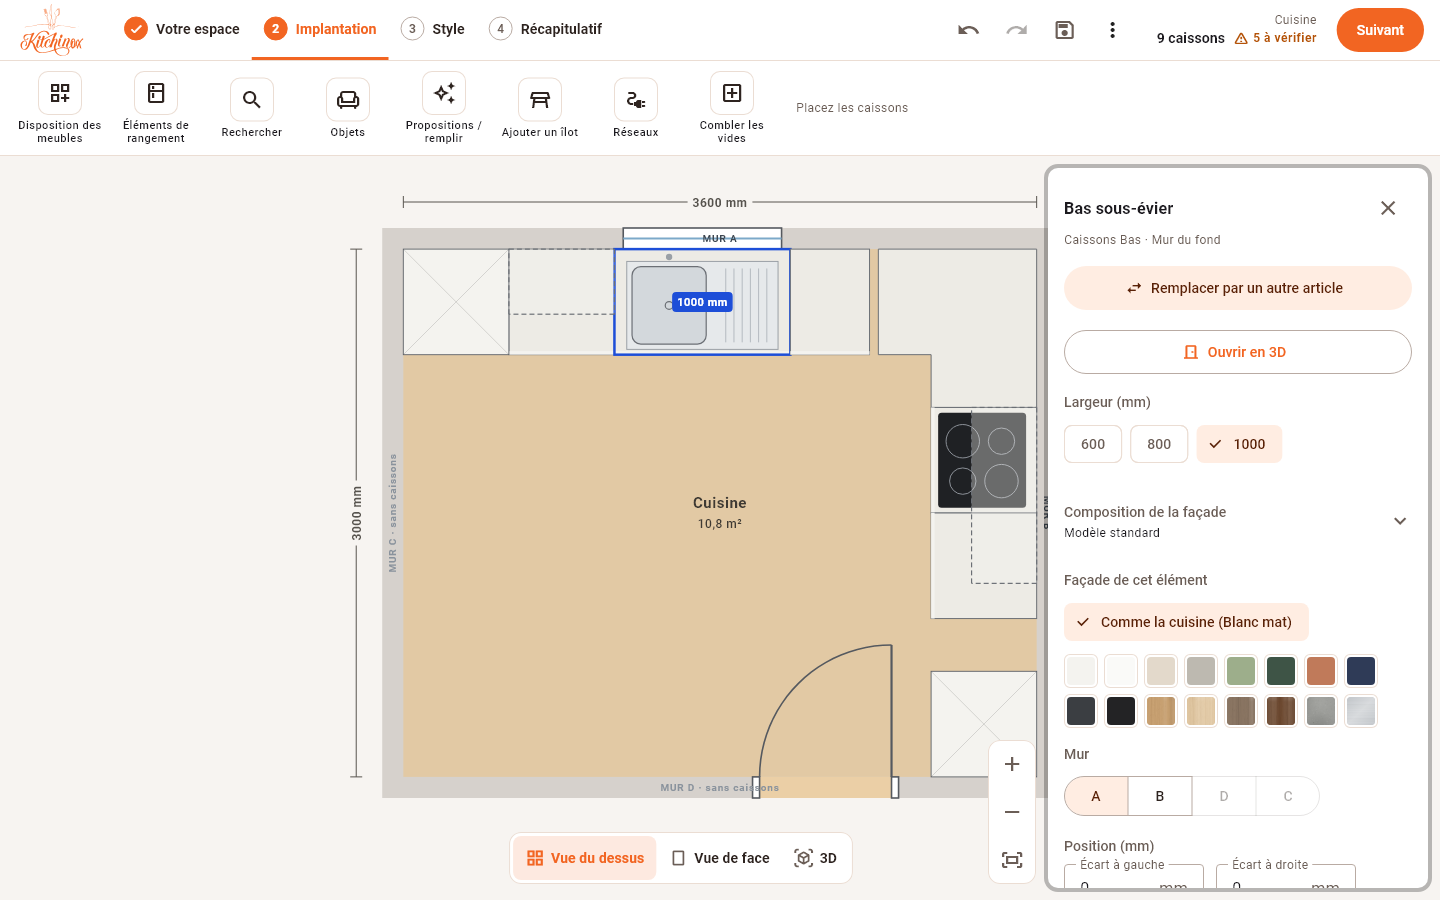 Kitchinox
Votre espace
2 Implantation
3 Style
4 Récapitulatif
Cuisine
9 caissons 5 à vérifier
Suivant
Disposition des
meubles
Éléments de
rangement
Rechercher
Objets
Propositions /
remplir
Ajouter un îlot
Réseaux
Combler les
vides
Placez les caissons
3600 mm
MUR A
1000 mm
3000 mm
MUR C · sans caissons
Cuisine
10,8 m²
MUR B
MUR D · sans caissons
Vue du dessus
Vue de face
3D
Bas sous-évier
Caissons Bas · Mur du fond
Remplacer par un autre article
Ouvrir en 3D
Largeur (mm)
600
800
1000
Composition de la façade
Modèle standard
Façade de cet élément
Comme la cuisine (Blanc mat)
Mur
A
B
D
C
Position (mm)
Écart à gauche
Écart à droite
0 mm
0 mm